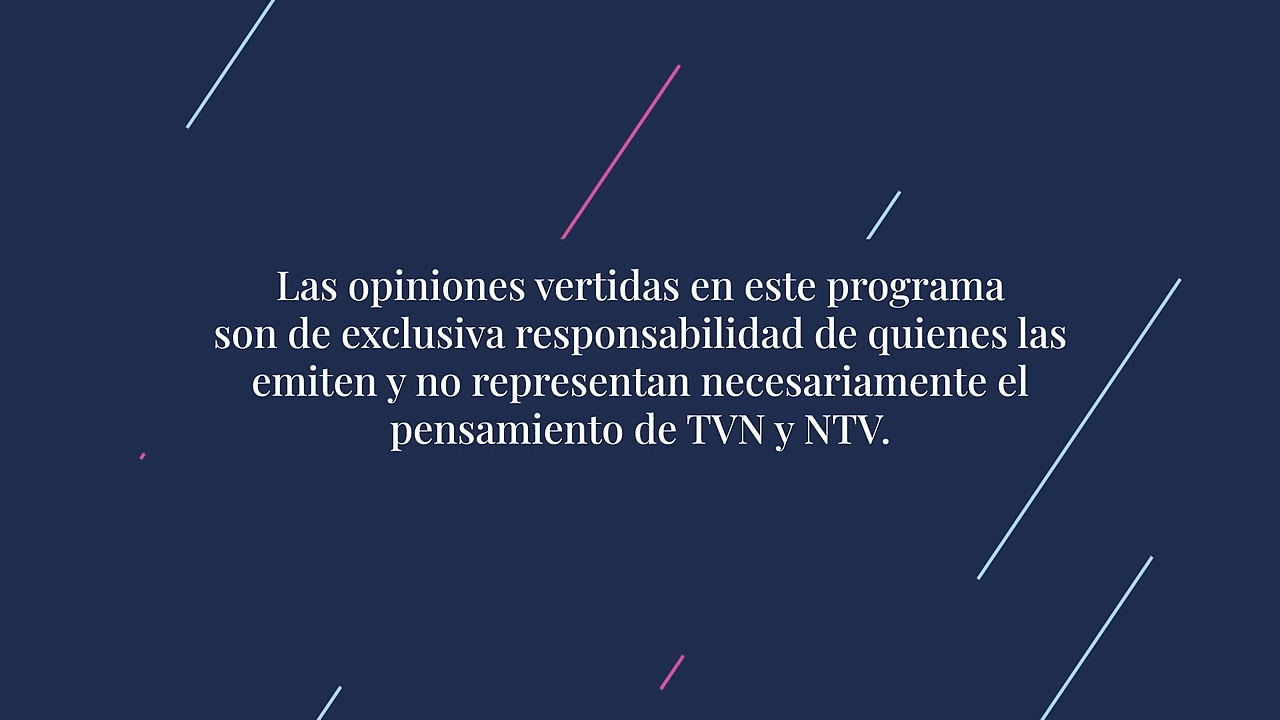 Las opiniones vertidas en este programa
son de exclusiva responsabilidad de quienes las
emiten y no representan necesariamente el
pensamiento de TVN y NTV.